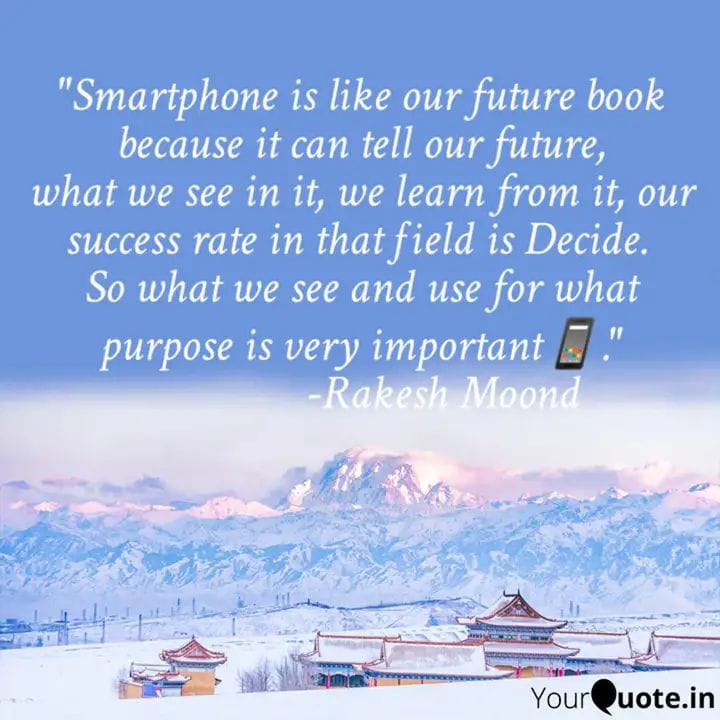 "Smartphone is like our future book
because it can tell our future,
what we see in it, we learn from it, our
success rate in that field is Decide.
So what we see and use for what
purpose is very important📱."
-Rakesh Moond
YourQuote.in